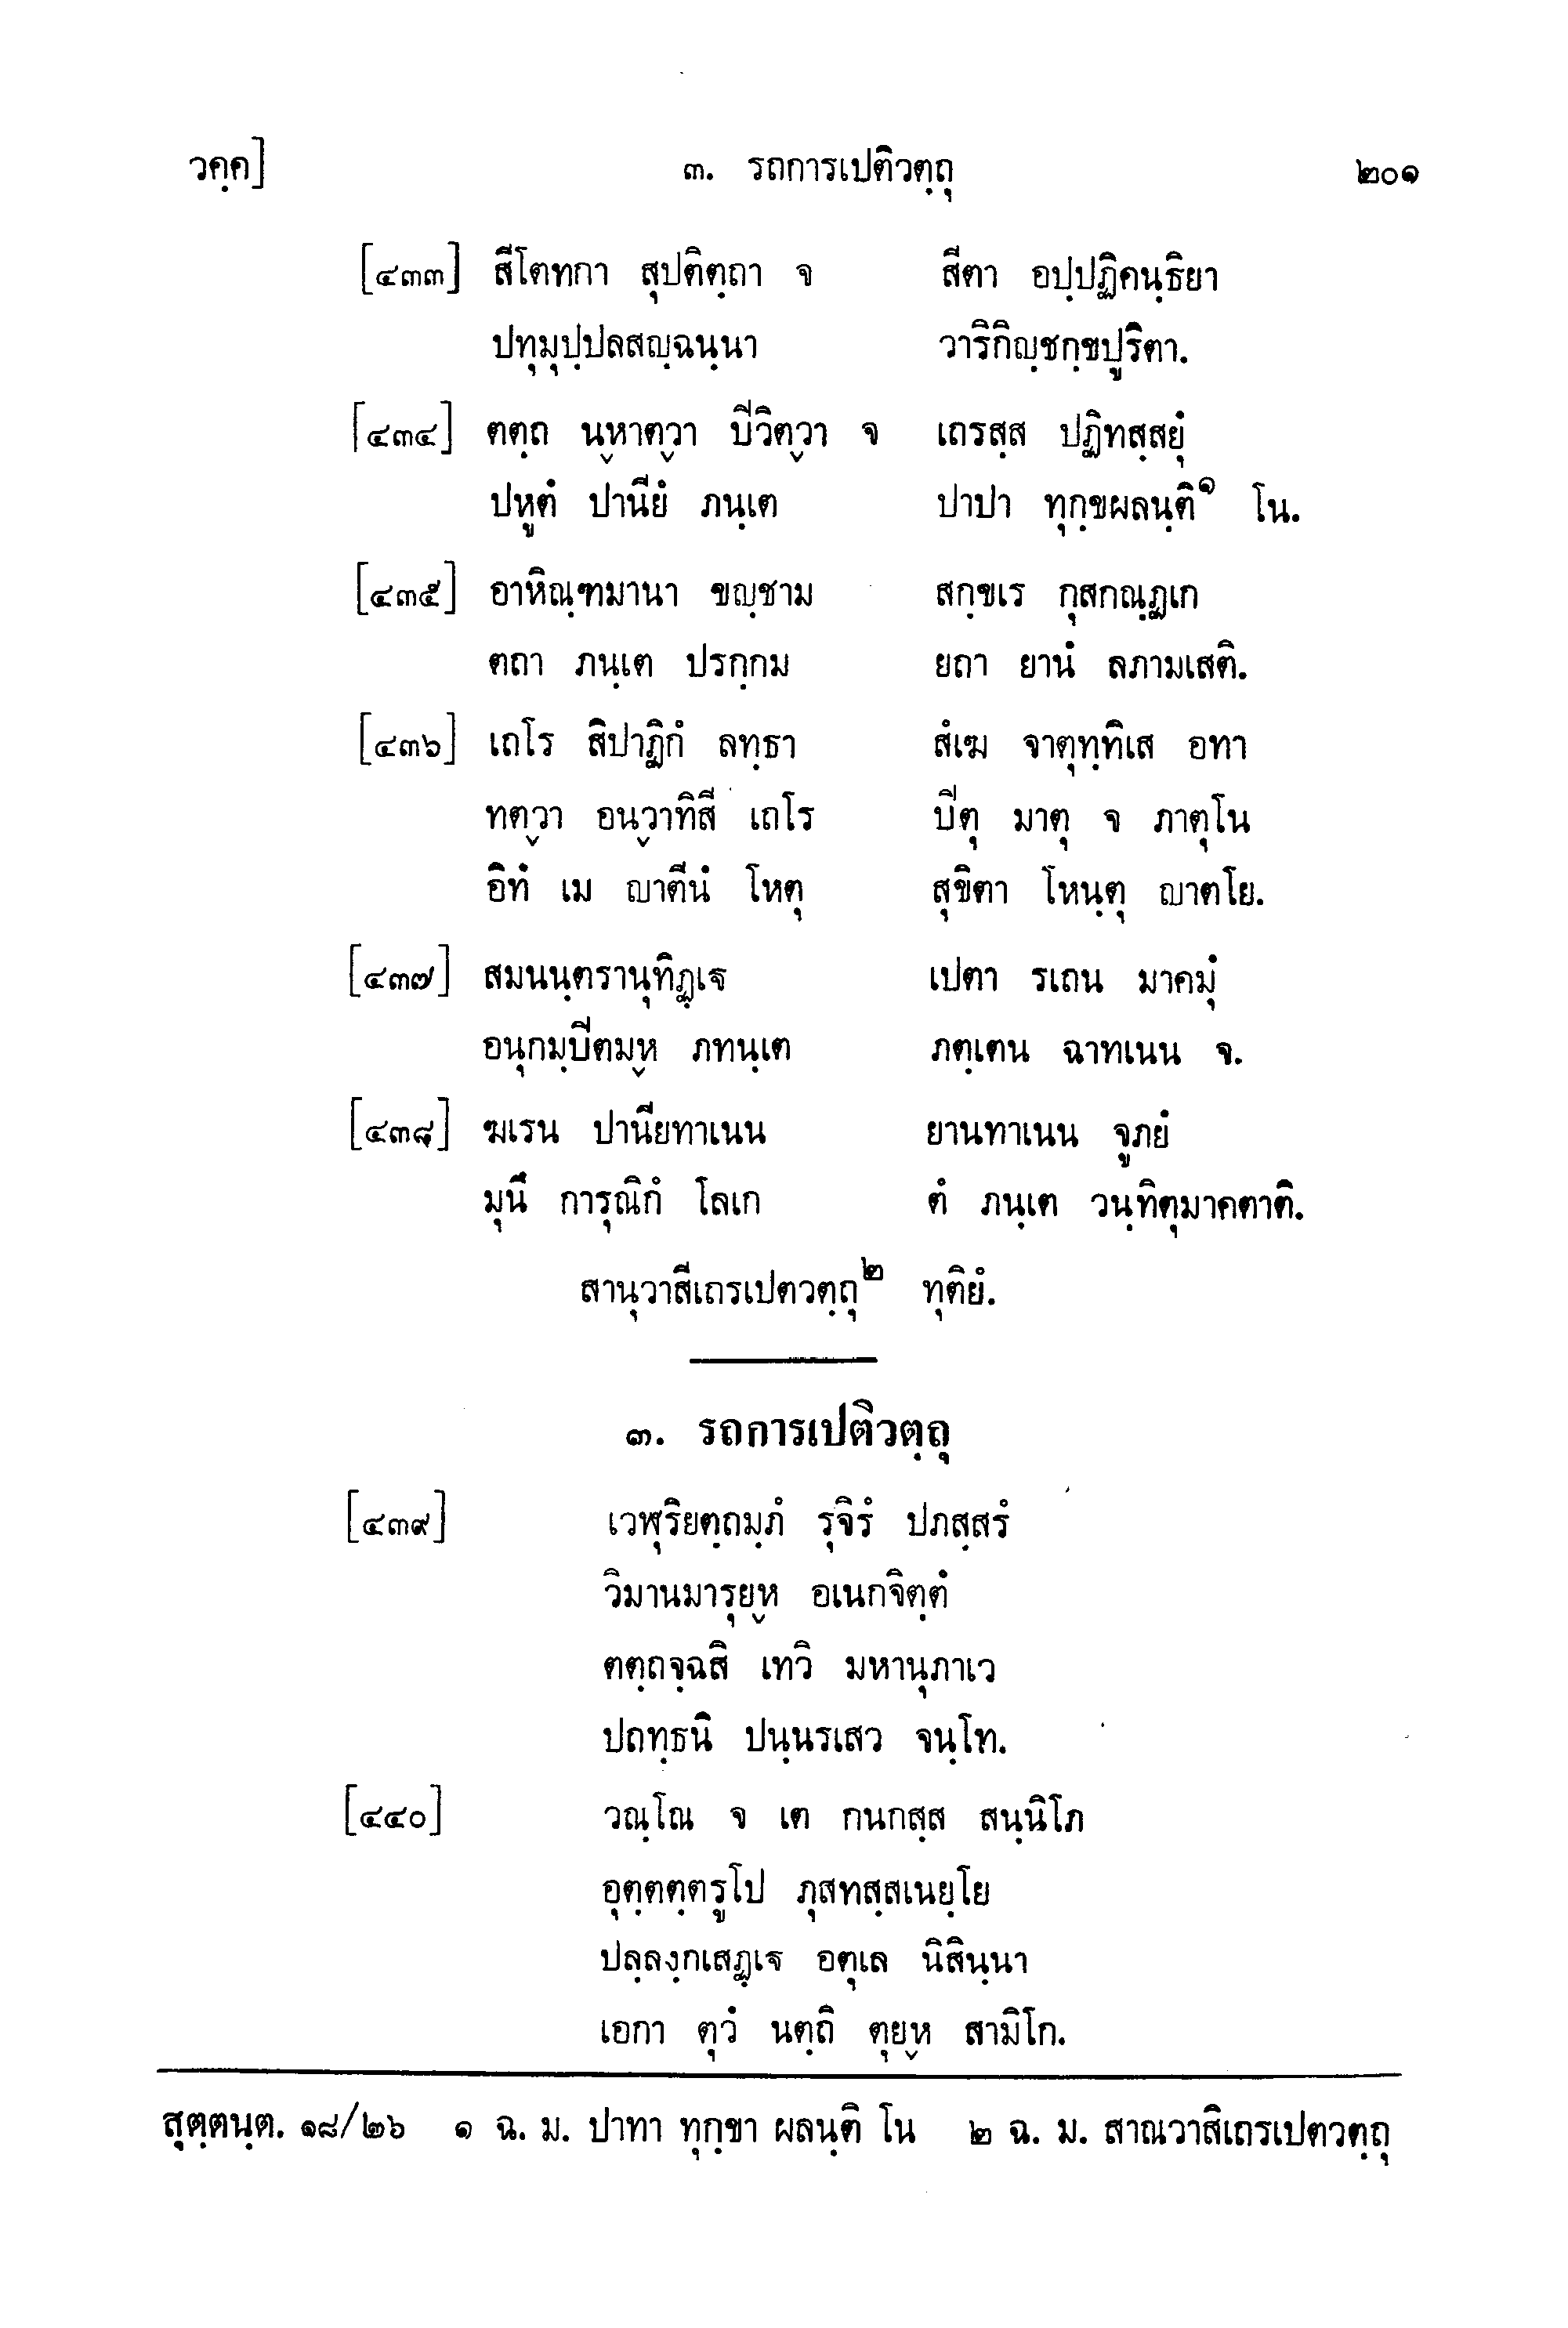 วคฺค] ๓. รถการเปติวตฺถุ ๒๐๑
[๔๓๓] สีโตทกา สุปติตฺถา จ สีตา อปฺปฏิคนฺธิยา
ปทุมุปฺปลสญฺฉนฺนา วาริกิญฺชกฺขปูริตา.
[๔๓๔] ตตฺถ นฺหาตฺวา ปีวิตฺวา จ เถรสฺส ปฏิทสฺสยุํ
ปหูตํ ปานียํ ภนฺเต ปาปา ทุกฺขผลนฺติ๑ โน.
[๔๓๕] อาหิณฺฑมานา ขญฺชาม สกฺขเร กุสกณฺฏเก
ตถา ภนฺเต ปรกฺกม ยถา ยานํ ลภามเสติ.
[๔๓๖] เถโร สิปาฏิกํ ลทฺธา สํเฆ จาตุทฺทิเส อทา
ทตฺวา อนฺวาทิสี เถโร ปีตุ มาตุ จ ภาตุโน
อิทํ เม ญาตีนํ โหตุ สุขิตา โหนฺตุ ญาตโย.
[๔๓๗] สมนนฺตรานุทิฏฺเฐ เปตา รเถน มาคมุํ
อนุกมฺปีตมฺห ภทนฺเต ภตฺเตน ฉาทเนน จ.
[๔๓๘] ฆเรน ปานียทาเนน ยานทาเนน จูภยํ
มุนึ การุณิกํ โลเก ตํ ภนฺเต วนฺทิตุมาคตาติ.
สานุวาสีเถรเปตวตฺถุ๒ ทุติยํ.
๓. รถการเปติวตฺถุ
[๔๓๙] เวฬุริยตฺถมฺภํ รุจิรํ ปภสฺสรํ
วิมานมารุยฺห อเนกจิตฺตํ
ตตฺถจฺฉสิ เทวิ มหานุภาเว
ปถทฺธนิ ปนฺนรเสว จนฺโท.
[๔๔๐] วณฺโณ จ เต กนกสฺส สนฺนิโภ
อุตฺตตฺตรูโป ภุสทสฺสเนยฺโย
ปลฺลงฺกเสฏฺเฐ อตุเล นิสินฺนา
เอกา ตุวํ นตฺถิ ตุยฺห สามิโก.
สุตฺตนฺต. ๑๘/๒๖ ๑ ฉ. ม. ปาทา ทุกฺขา ผลนฺติ โน ๒ ฉ. ม. สาณวาสิเถรเปตวตฺถุ